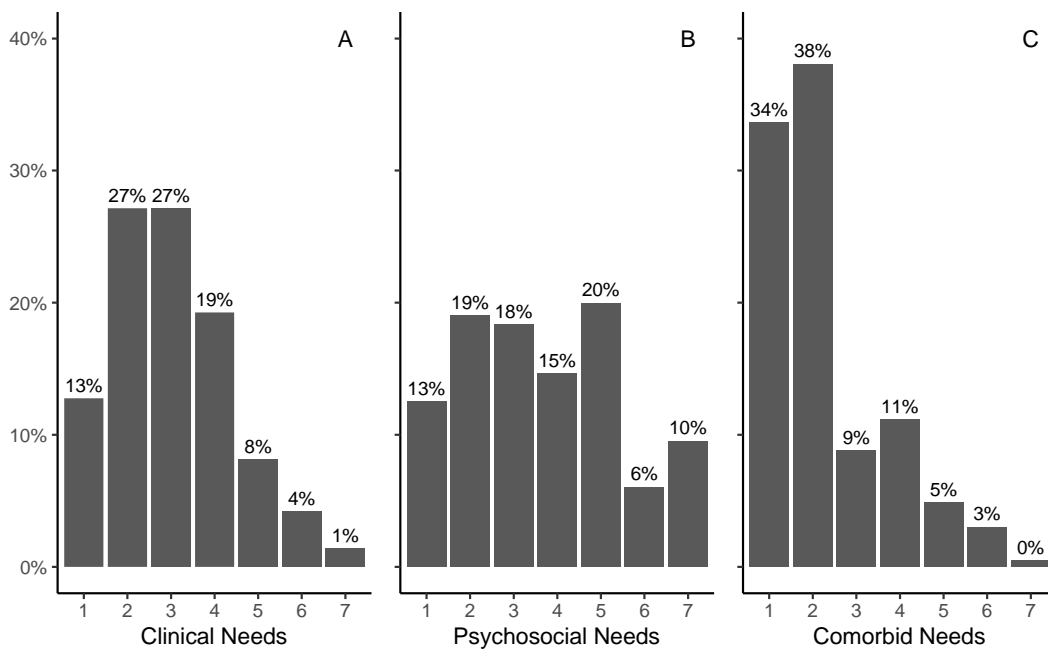 A
B
C
40%
30%
20%
10%
0%
13%
27%
27%
19%
8%
4%
1%
13%
19%
18%
15%
20%
6%
10%
34%
38%
9%
11%
5%
3%
0%
1 2 3 4 5 6 7
1 2 3 4 5 6 7
1 2 3 4 5 6 7
Clinical Needs
Psychosocial Needs
Comorbid Needs